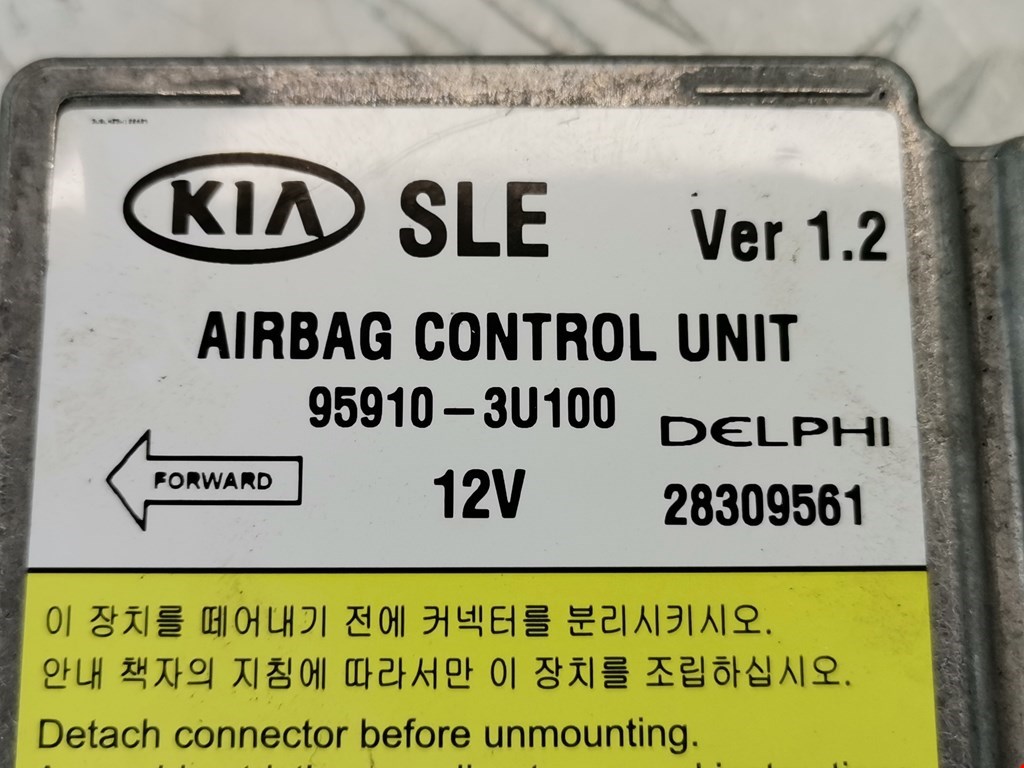 KIA SLE Ver 1.2
AIRBAG CONTROL UNIT
95910-3U100
DELPHI
FORWARD
12V
28309561
이 장치를 떼어내기 전에 커넥터를 분리시키시오.
안내 책자의 지침에 따라서만 이 장치를 조립하십시오.
Detach connector before unmounting.